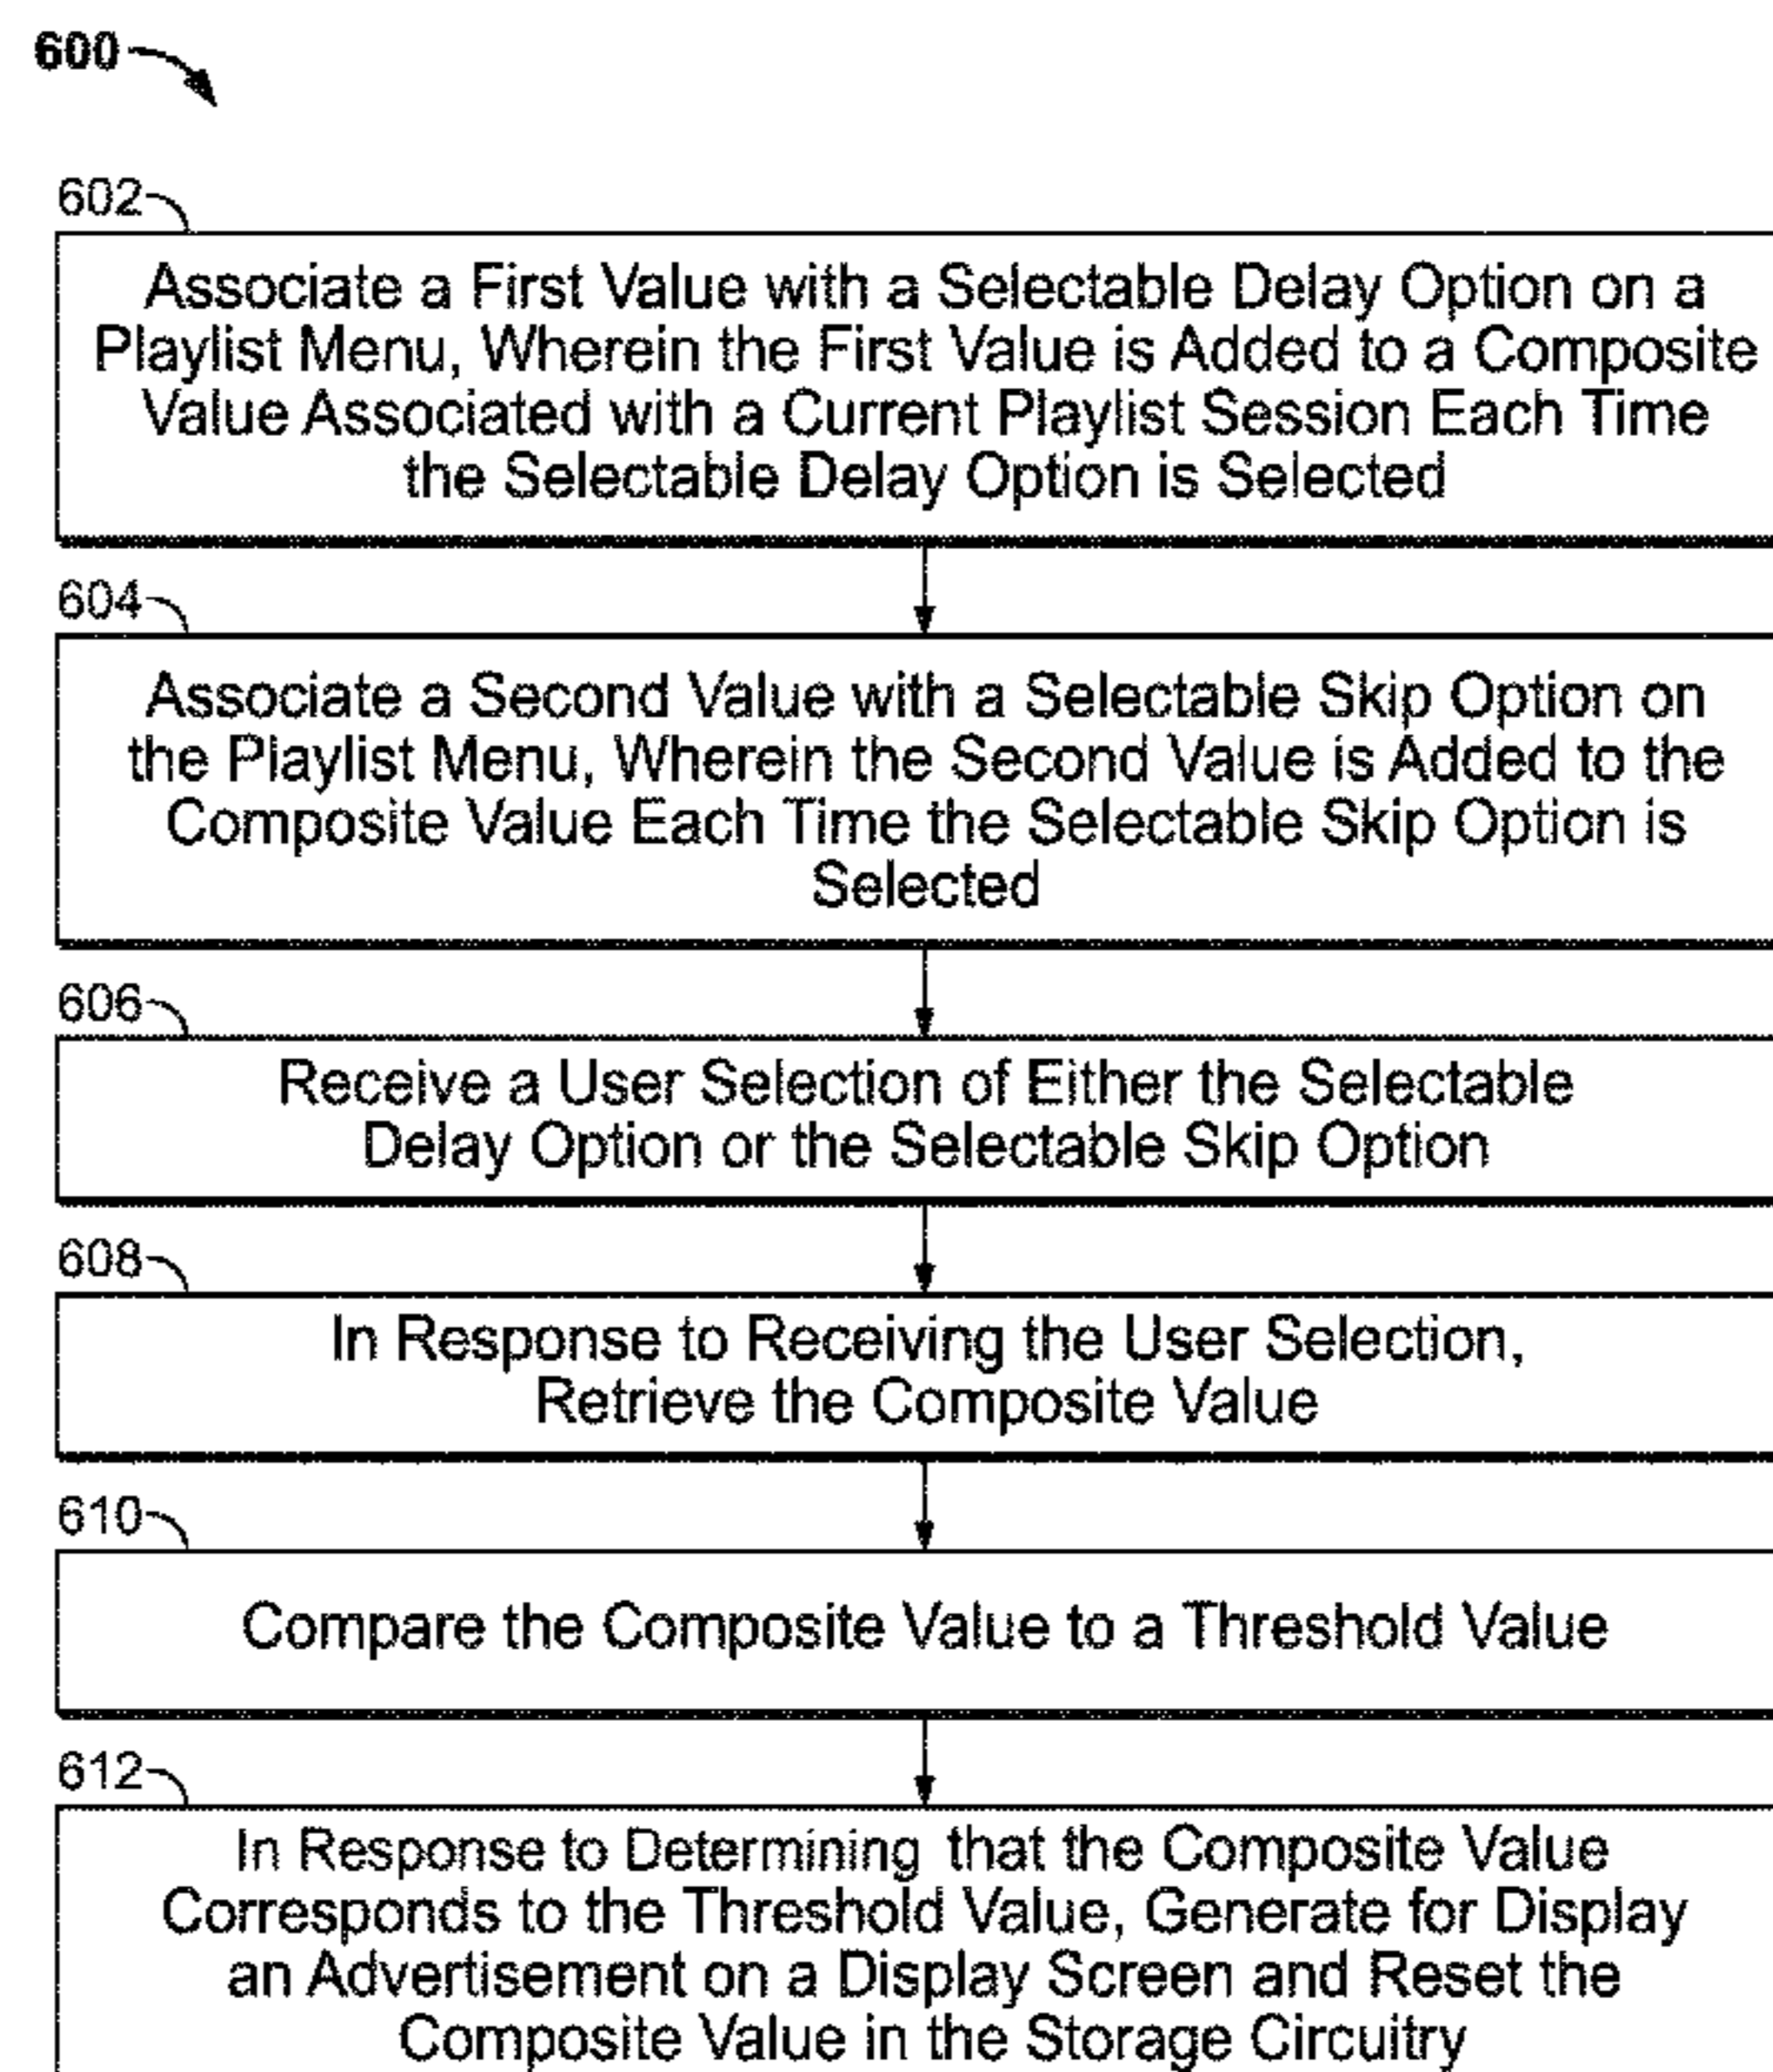 600
602
Associate a First Value with a Selectable Delay Option on a
Playlist Menu, Wherein the First Value is Added to a Composite
Value Associated with a Current Playlist Session Each Time
the Selectable Delay Option is Selected
604
Associate a Second Value with a Selectable Skip Option on
the Playlist Menu, Wherein the Second Value is Added to the
Composite Value Each Time the Selectable Skip Option is
Selected
606
Receive a User Selection of Either the Selectable
Delay Option or the Selectable Skip Option
608
In Response to Receiving the User Selection,
Retrieve the Composite Value
610
Compare the Composite Value to a Threshold Value
612
In Response to Determining that the Composite Value
Corresponds to the Threshold Value, Generate for Display
an Advertisement on a Display Screen and Reset the
Composite Value in the Storage Circuitry